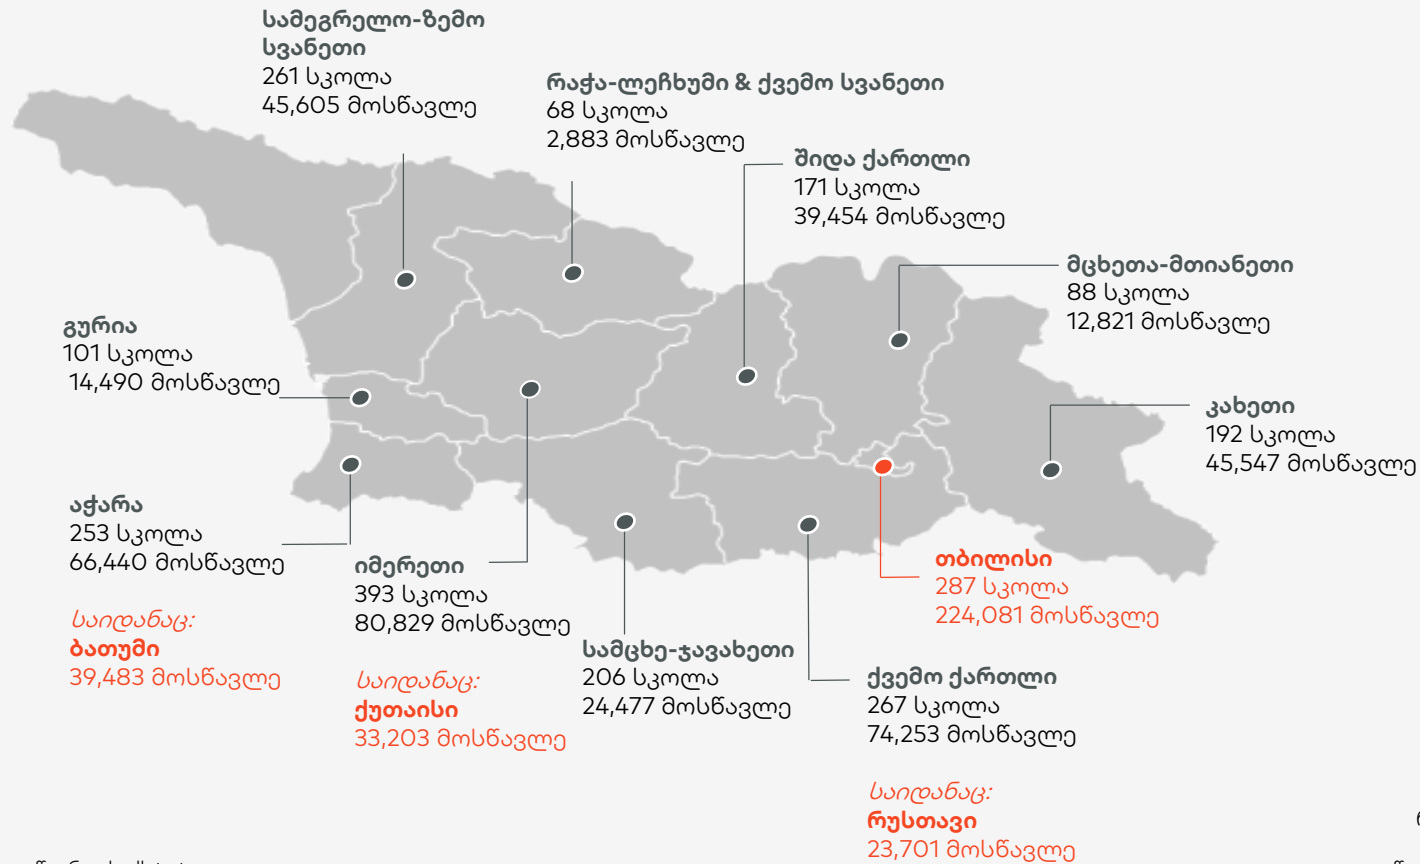 სამეგრელო-ზემო
სვანეთი
261 სკოლა
45,605 მოსწავლე
რაჭა-ლეჩხუმი & ქვემო სვანეთი
68 სკოლა
2,883 მოსწავლე
შიდა ქართლი
171 სკოლა
39,454 მოსწავლე
მცხეთა-მთიანეთი
88 სკოლა
12,821 მოსწავლე
გურია
101 სკოლა
14,490 მოსწავლე
კახეთი
192 სკოლა
45,547 მოსწავლე
აჭარა
253 სკოლა
66,440 მოსწავლე
საიდანაც:
ბათუმი
39,483 მოსწავლე
იმერეთი
393 სკოლა
80,829 მოსწავლე
საიდანაც:
ქუთაისი
33,203 მოსწავლე
სამცხე-ჯავახეთი
206 სკოლა
24,477 მოსწავლე
თბილისი
287 სკოლა
224,081 მოსწავლე
ქვემო ქართლი
267 სკოლა
74,253 მოსწავლე
საიდანაც:
რუსთავი
23,701 მოსწავლე